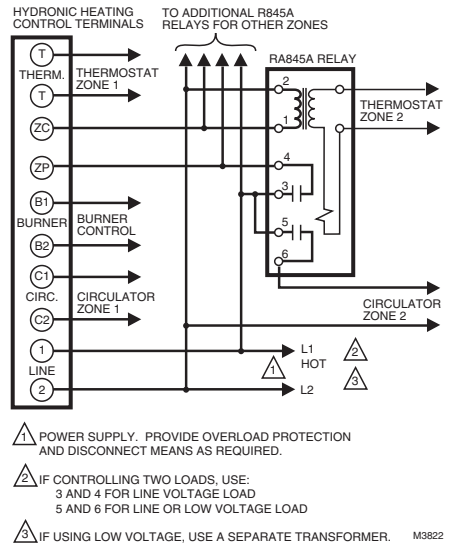 HYDRONIC HEATING
CONTROL TERMINALS
TO ADDITIONAL R845A
RELAYS FOR OTHER ZONES
RA845A RELAY
T
THERM.
THERMOSTAT
ZONE 1
T
ZC
ZP
B1
BURNER
BURNER
CONTROL
B2
C1
CIRC.
CIRCULATOR
ZONE 1
C2
1
LINE
2
2
1
4
3
5
6
THERMOSTAT
ZONE 2
CIRCULATOR
ZONE 2
L1
HOT
1
2
3
L2
1 POWER SUPPLY. PROVIDE OVERLOAD PROTECTION
AND DISCONNECT MEANS AS REQUIRED.
2 IF CONTROLLING TWO LOADS, USE:
3 AND 4 FOR LINE VOLTAGE LOAD
5 AND 6 FOR LINE OR LOW VOLTAGE LOAD
3 IF USING LOW VOLTAGE, USE A SEPARATE TRANSFORMER.
M3822